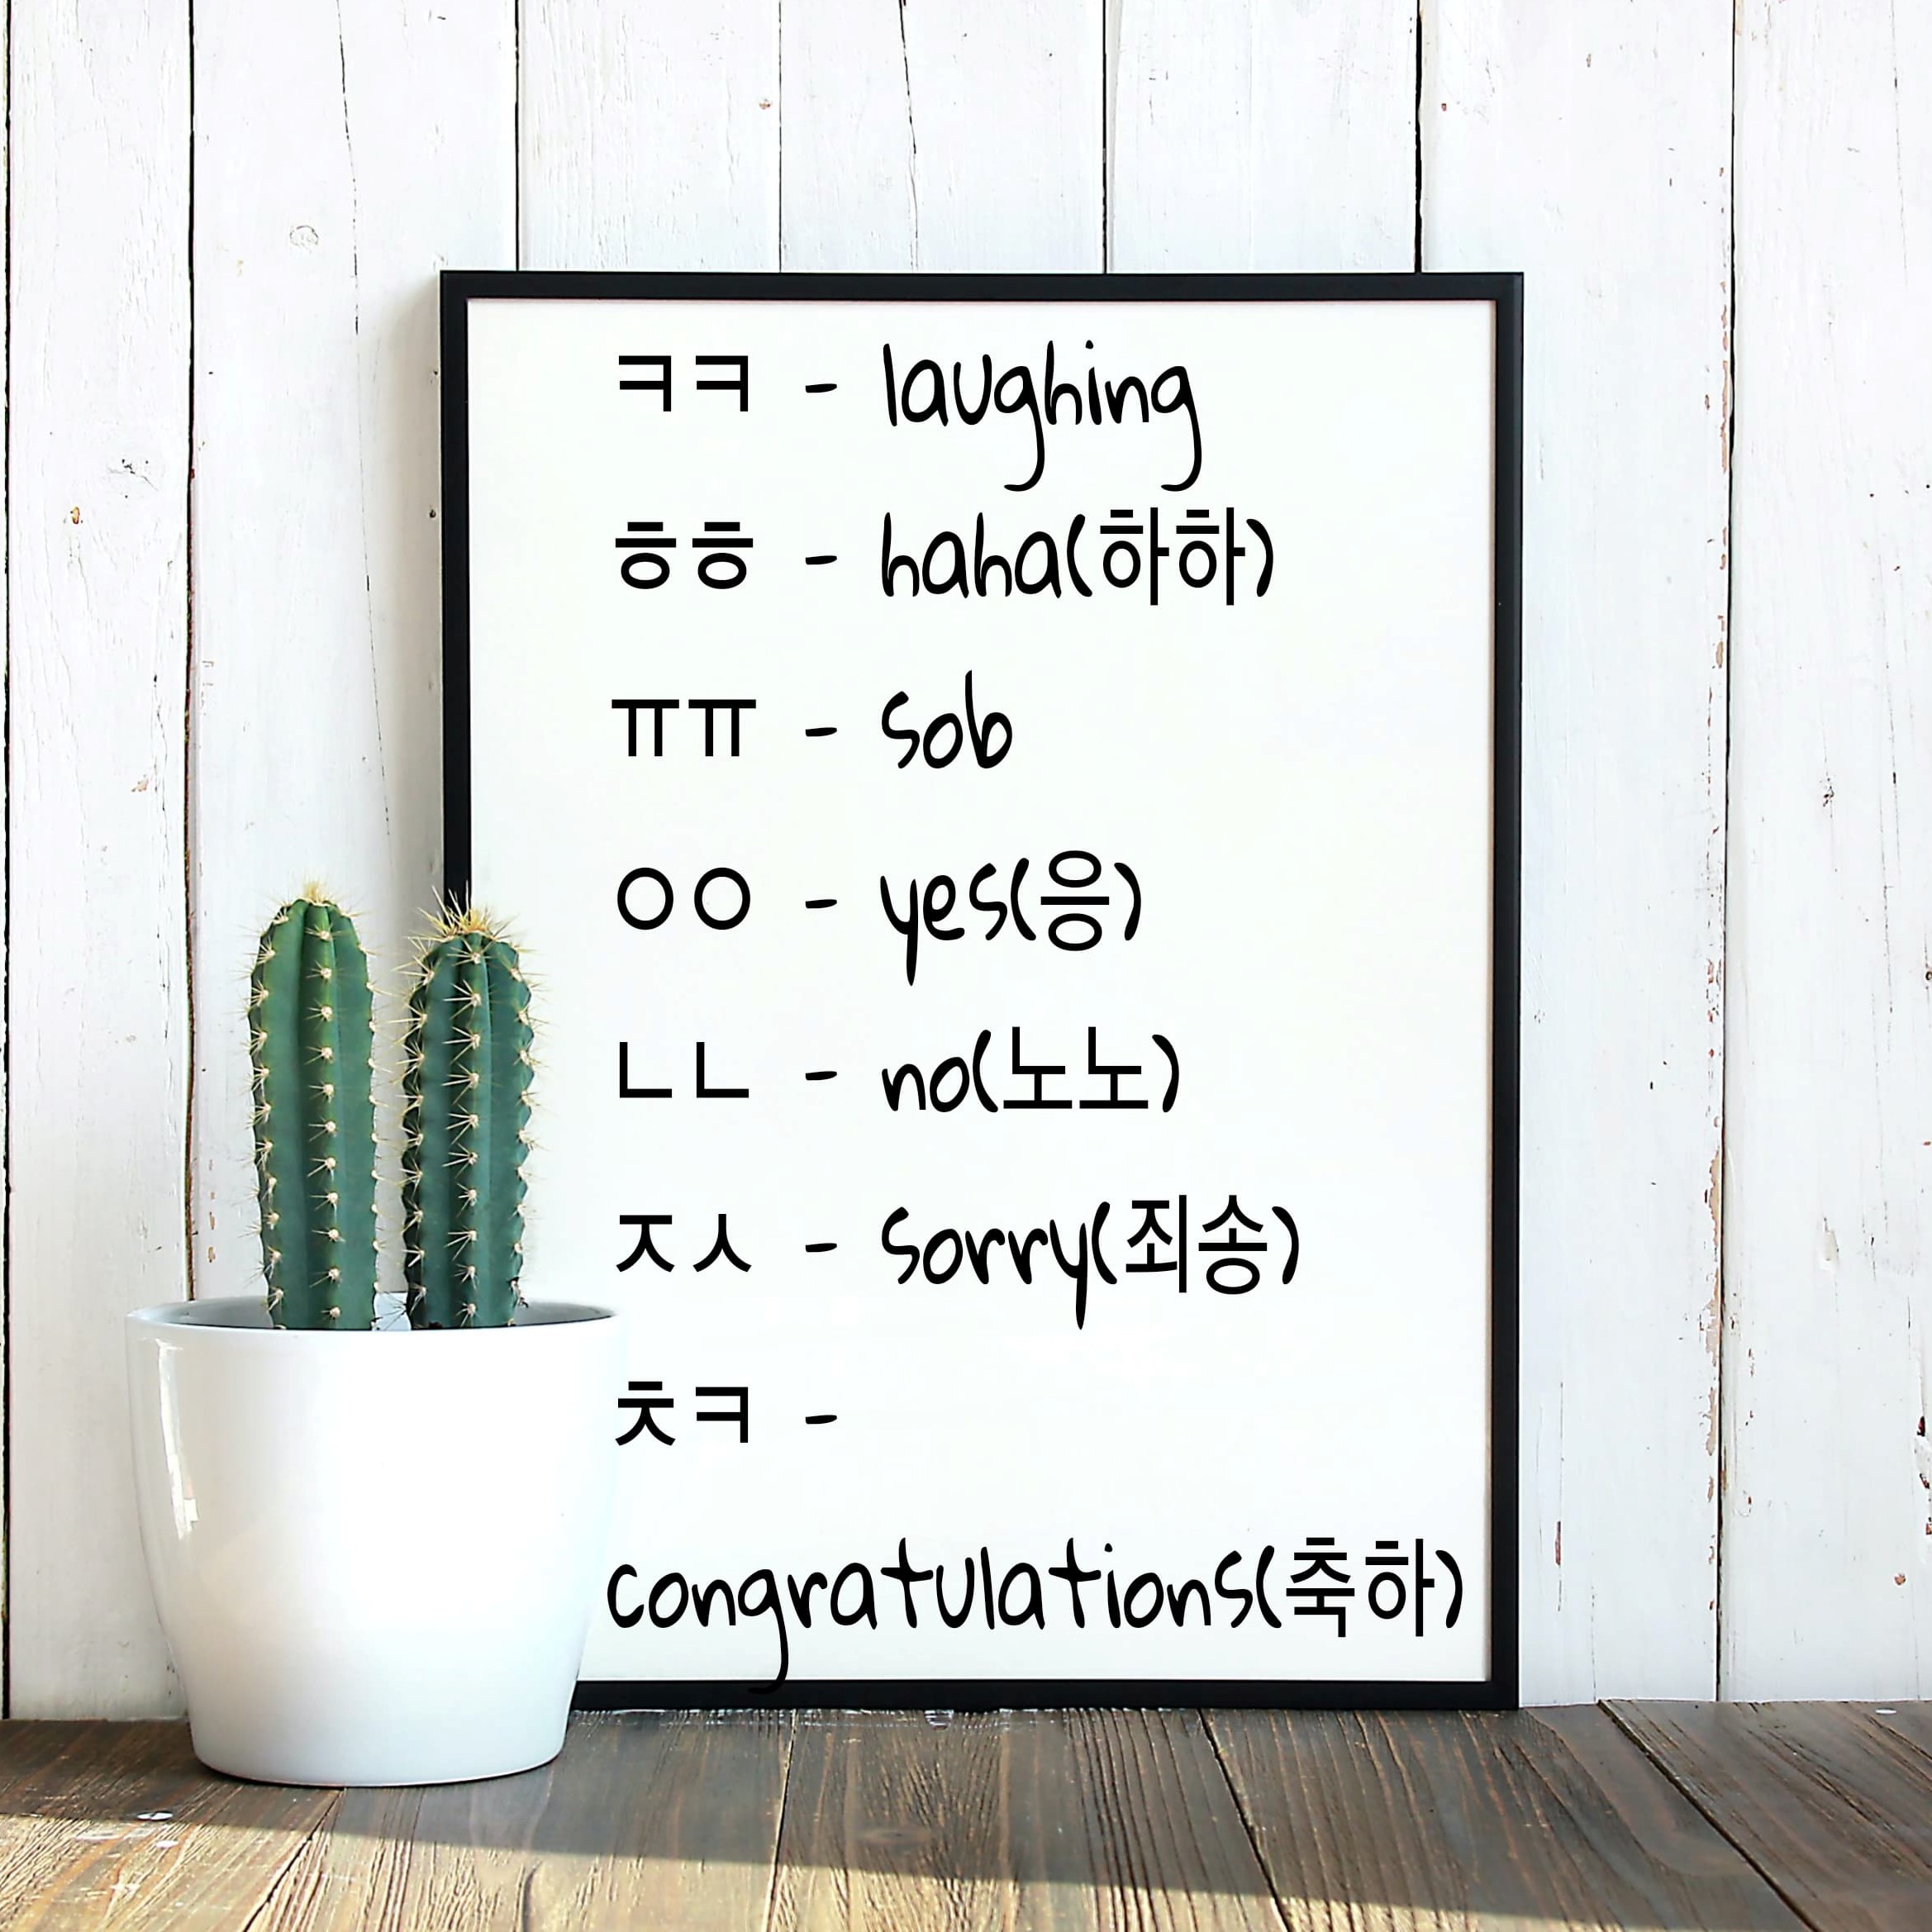 ㅋㅋ - laughing
ㅎㅎ - haha(하하)
ㅠㅠ - sob
ㅇㅇ - yes(응)
ㄴㄴ - no(노노)
ㅈㅅ - sorry(죄송)
ㅊㅋ -
congratulations(축하)